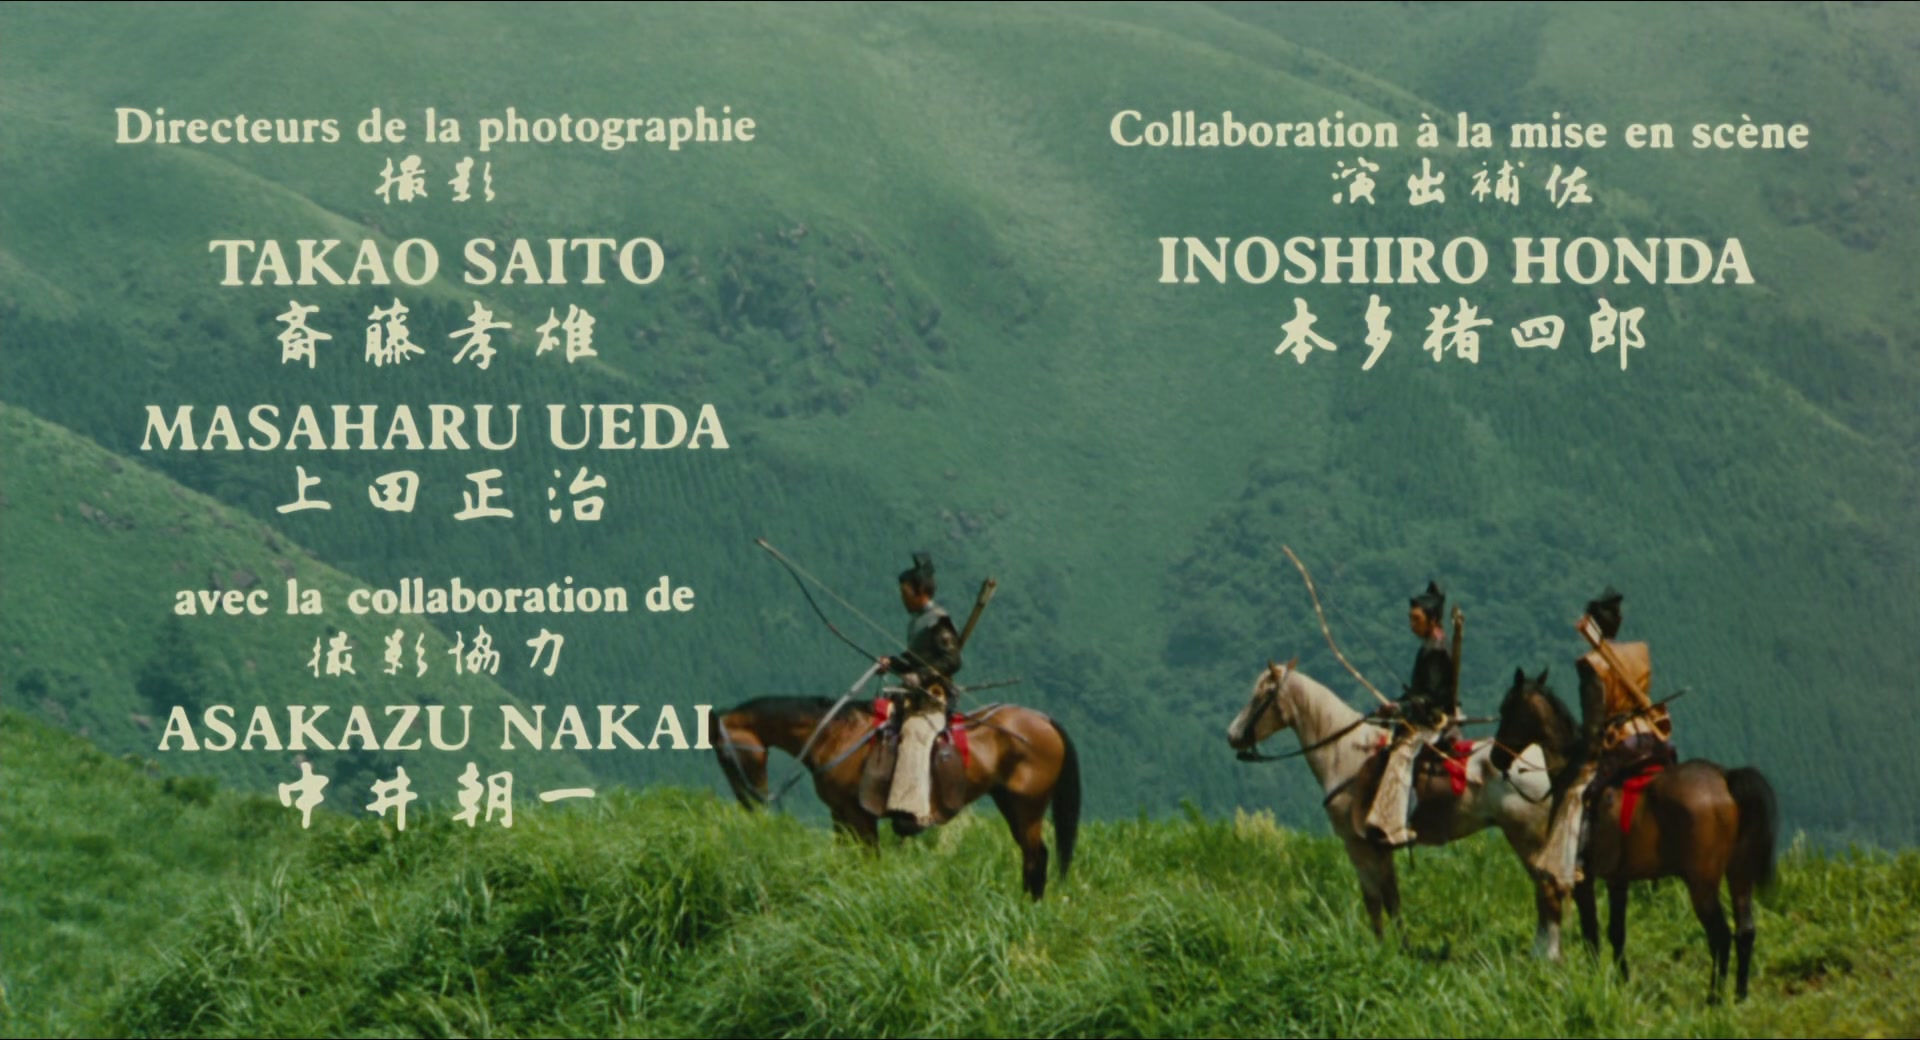 Directeurs de la photographie
撮影
TAKAO SAITO
斎藤孝雄
MASAHARU UEDA
上田正治
avec la collaboration de
撮影協力
ASAKAZU NAKAI
中井朝一
Collaboration à la mise en scène
演出補佐
INOSHIRO HONDA
本多猪四郎